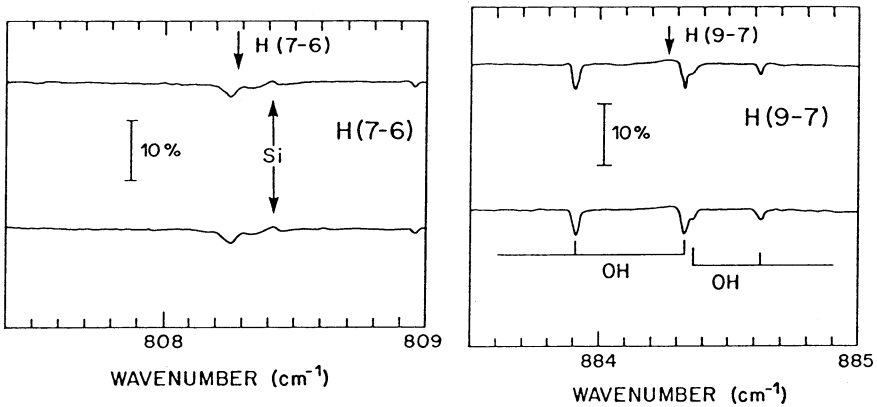 H (7-6)
10%
H(7-6)
Si
808
809
WAVENUMBER (cm⁻¹)
H(9-7)
10%
H(9-7)
OH
OH
884
885
WAVENUMBER (cm⁻¹)